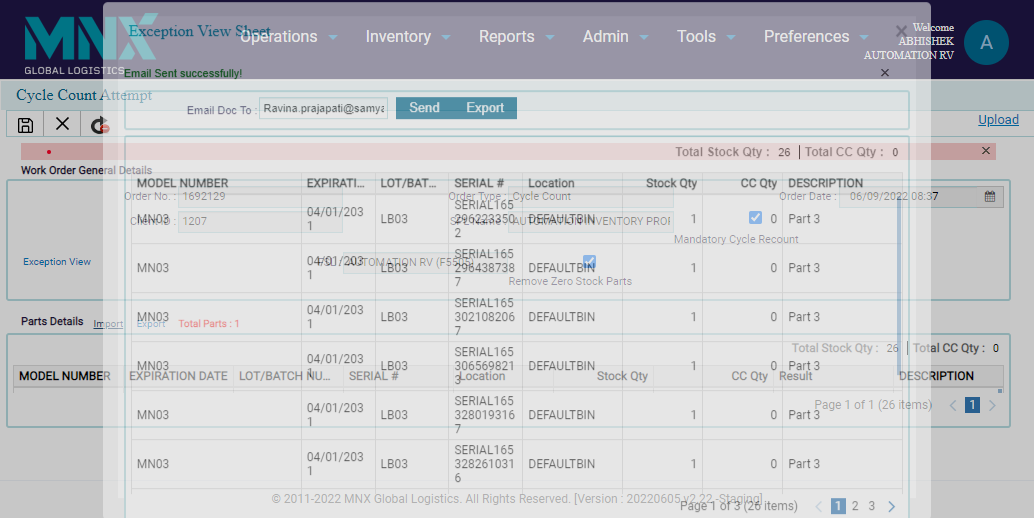 MNX
GLOBAL LOGISTICS
Exception View Sheet
Operations Inventory Reports Admin Tools Preferences
Welcome
ABHISHEK
AUTOMATION RV
A
Email Sent successfully!
Cycle Count Attempt
Email Doc To : Ravina.prajapati@samya Send Export
Upload
Total Stock Qty : 26 Total CC Qty : 0
Work Order General Details
MODEL NUMBER EXPIRATI... LOT/BAT... SERIAL # Location Stock Qty CC Qty DESCRIPTION
Order No. : 1692129 Order Type : Cycle Count Order Date : 06/09/2022 08:37
MN03 04/01/2031 LB03 SERIAL1652962233502 DEFAULTBIN 1 0 Part 3
Client ID : 1207 AUTOMATION INVENTORY PROF
Mandatory Cycle Recount
Exception View
AUTOMATION RV
Remove Zero Stock Parts
MN03 04/01/2031 LB03 SERIAL1652964387387 DEFAULTBIN 1 0 Part 3
MN03 04/01/2031 LB03 SERIAL1653021082067 DEFAULTBIN 1 0 Part 3
Parts Details Import Export Total Parts : 1
Total Stock Qty : 26 Total CC Qty : 0
MN03 04/01/2031 LB03 SERIAL1653065698213 DEFAULTBIN 1 0 Part 3
MODEL NUMBER EXPIRATION DATE LOT/BATCH NU... SERIAL # Location Stock Qty CC Qty Result DESCRIPTION
Page 1 of 1 (26 items) 1
MN03 04/01/2031 LB03 SERIAL1653280193167 DEFAULTBIN 1 0 Part 3
MN03 04/01/2031 LB03 SERIAL1653282610316 DEFAULTBIN 1 0 Part 3
© 2011-2022 MNX Global Logistics. All Rights Reserved. [Version : 20220605.v2.22 -Staging]
Page 1 of 3 (26 items) 1 2 3